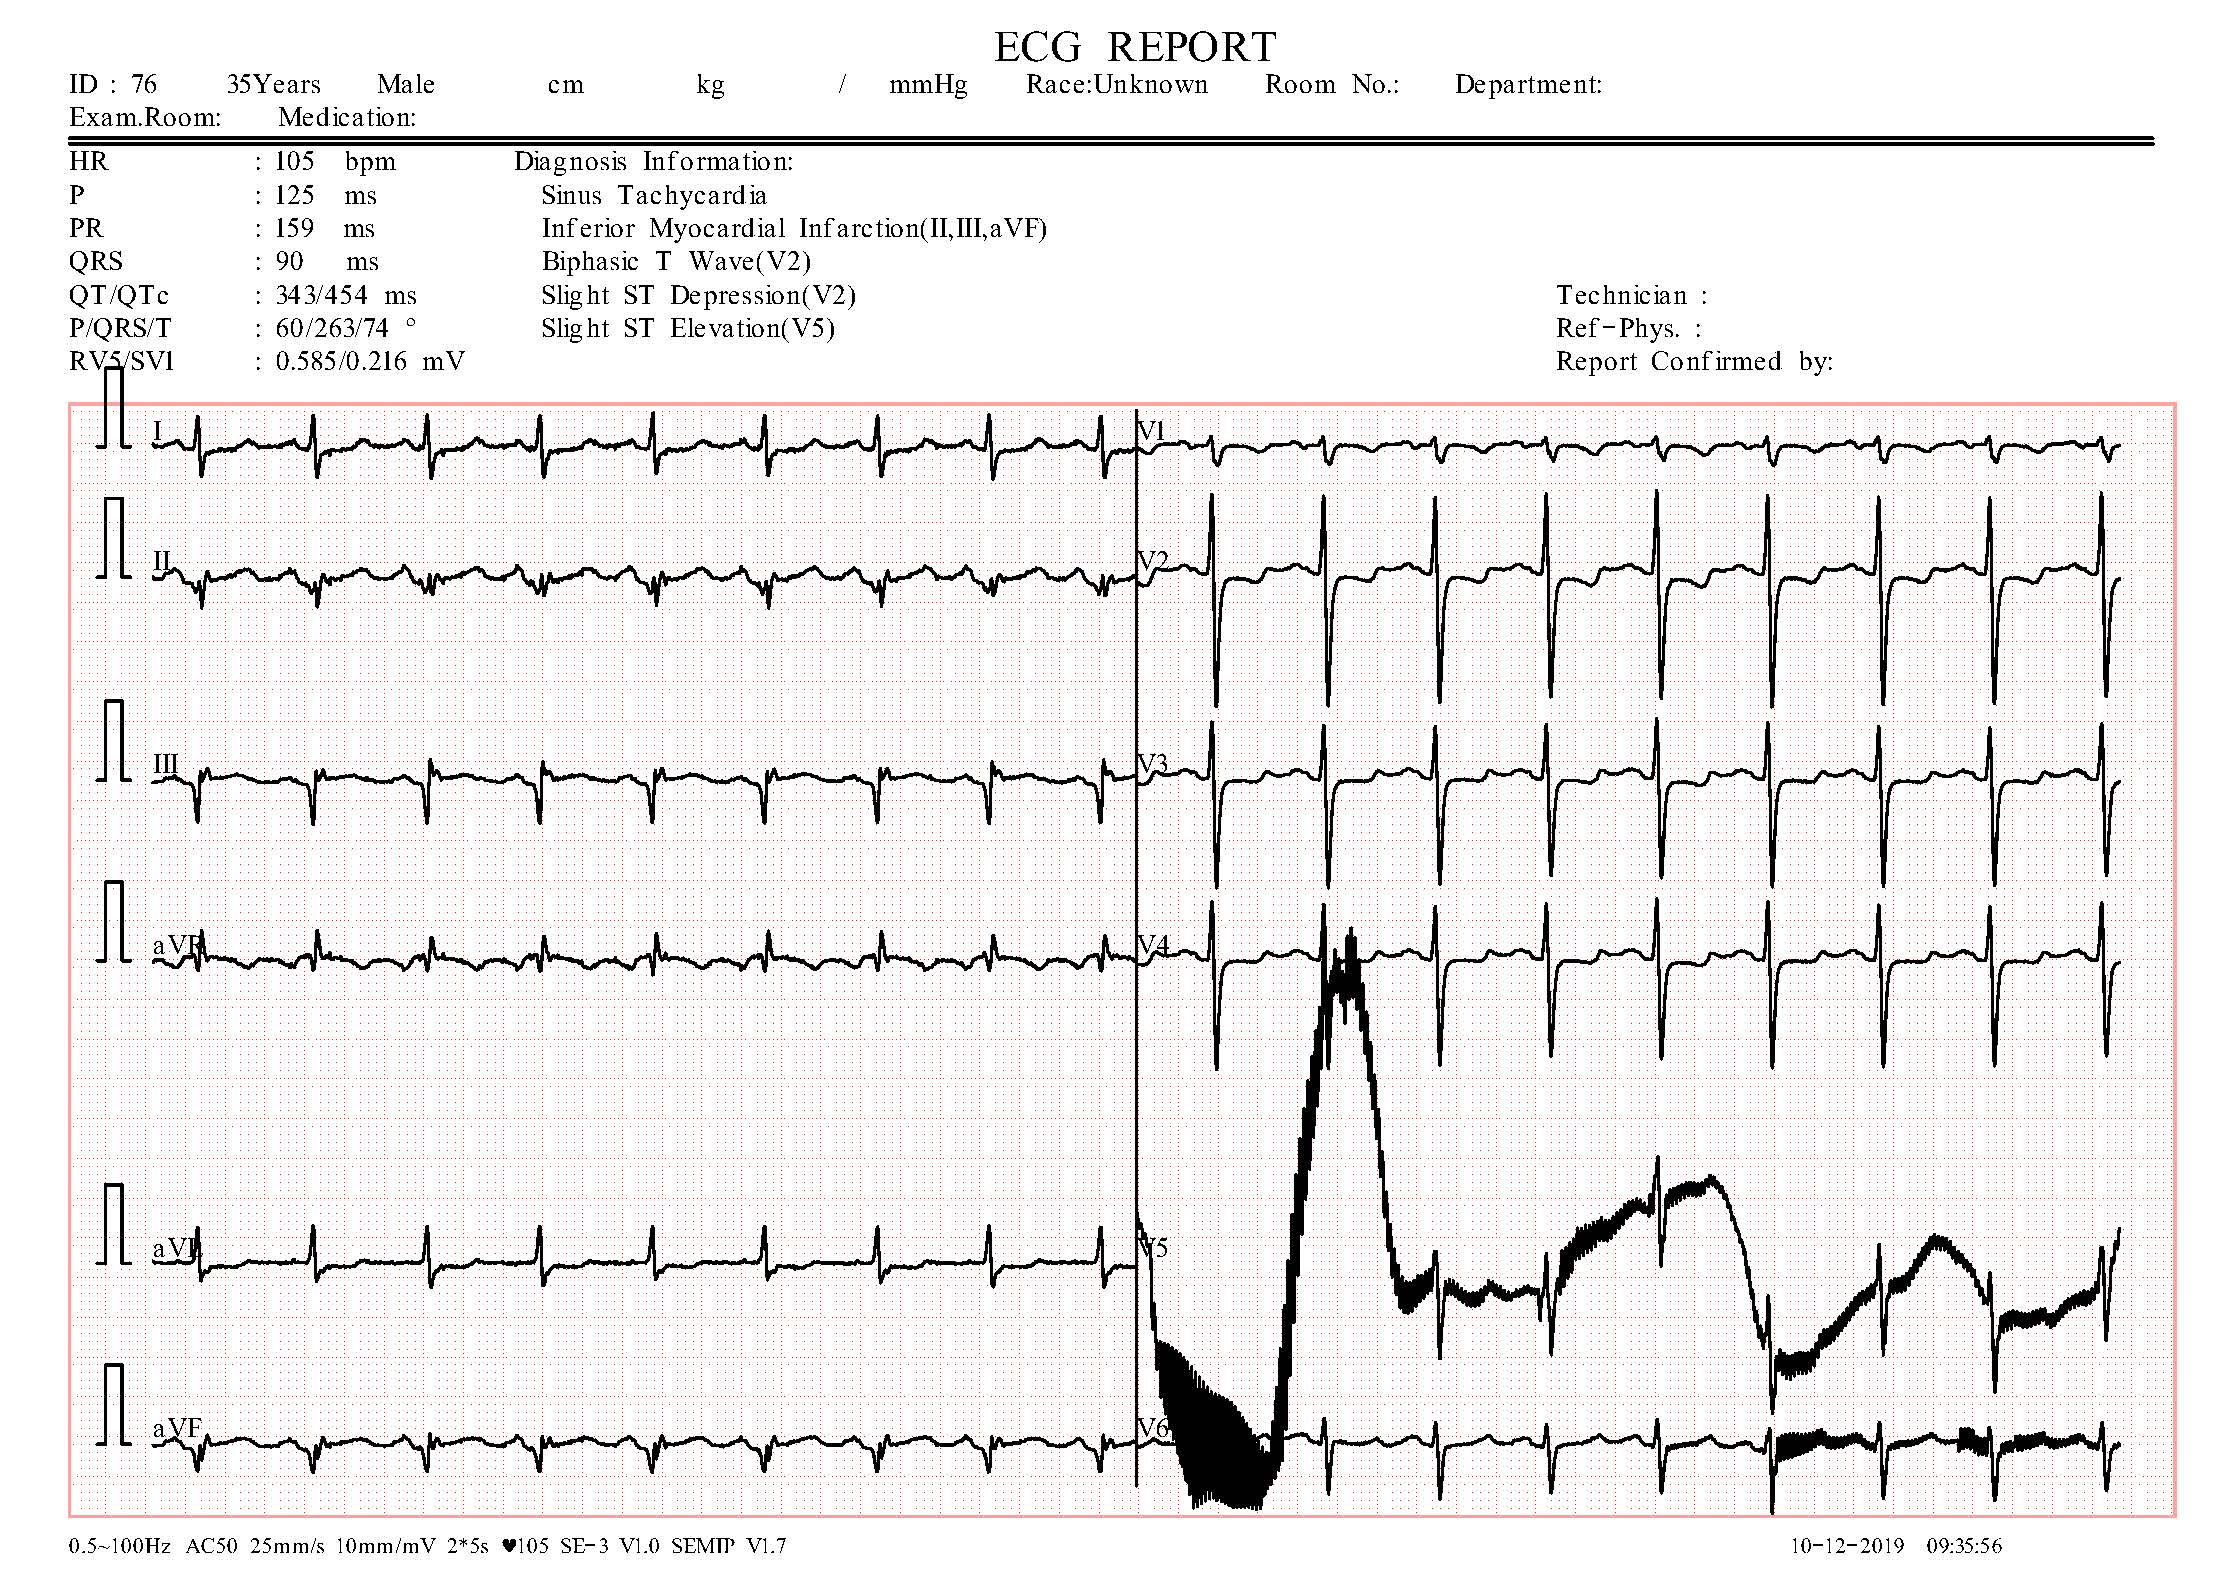 ECG REPORT
ID : 76 35Years Male cm kg / mmHg Race:Unknown Room No.: Department:
Exam.Room: Medication:
HR : 105 bpm Diagnosis Information:
P : 125 ms Sinus Tachycardia
PR : 159 ms Inferior Myocardial Infarction(II,III,aVF)
QRS : 90 ms Biphasic T Wave(V2)
QT/QTc : 343/454 ms Slight ST Depression(V2) Technician :
P/QRS/T : 60/263/74 ° Slight ST Elevation(V5) Ref-Phys. :
RV5/SV1 : 0.585/0.216 mV Report Confirmed by:
I V1
II V2
III V3
aVR V4
aVL V5
aVF V6
0.5~100Hz AC50 25mm/s 10mm/mV 2*5s ♥105 SE-3 V1.0 SEMIP V1.7 10-12-2019 09:35:56